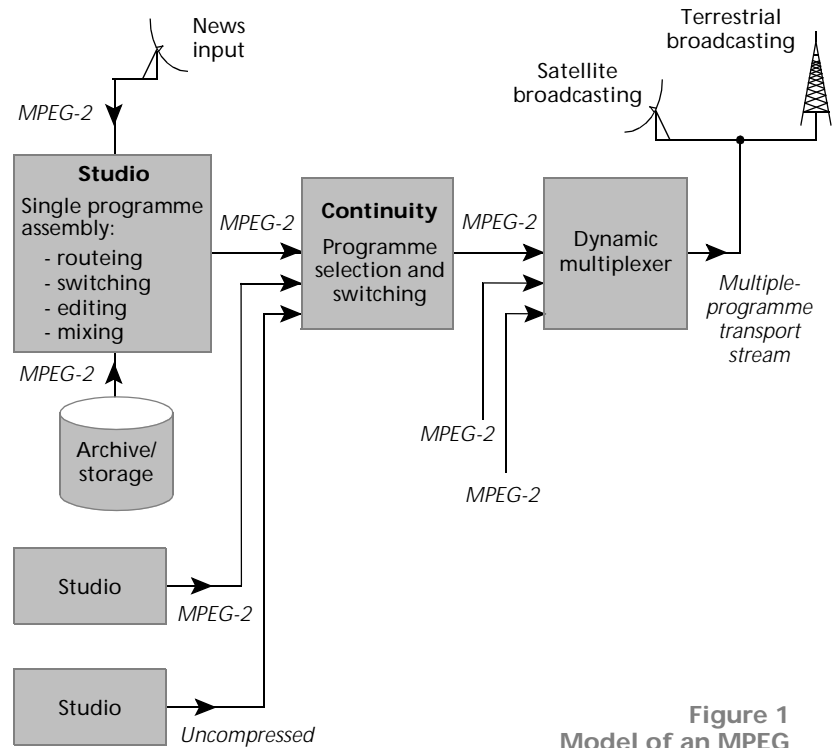 News
input
Terrestrial
broadcasting
Satellite
broadcasting
MPEG-2
Studio
Single programme
assembly:
- routeing
- switching
- editing
- mixing
MPEG-2
Continuity
Programme
selection and
switching
MPEG-2
Dynamic
multiplexer
Multiple-
programme
transport
stream
MPEG-2
Archive/
storage
MPEG-2
MPEG-2
Studio
MPEG-2
Studio
Uncompressed
Figure 1
Model of an MPEG